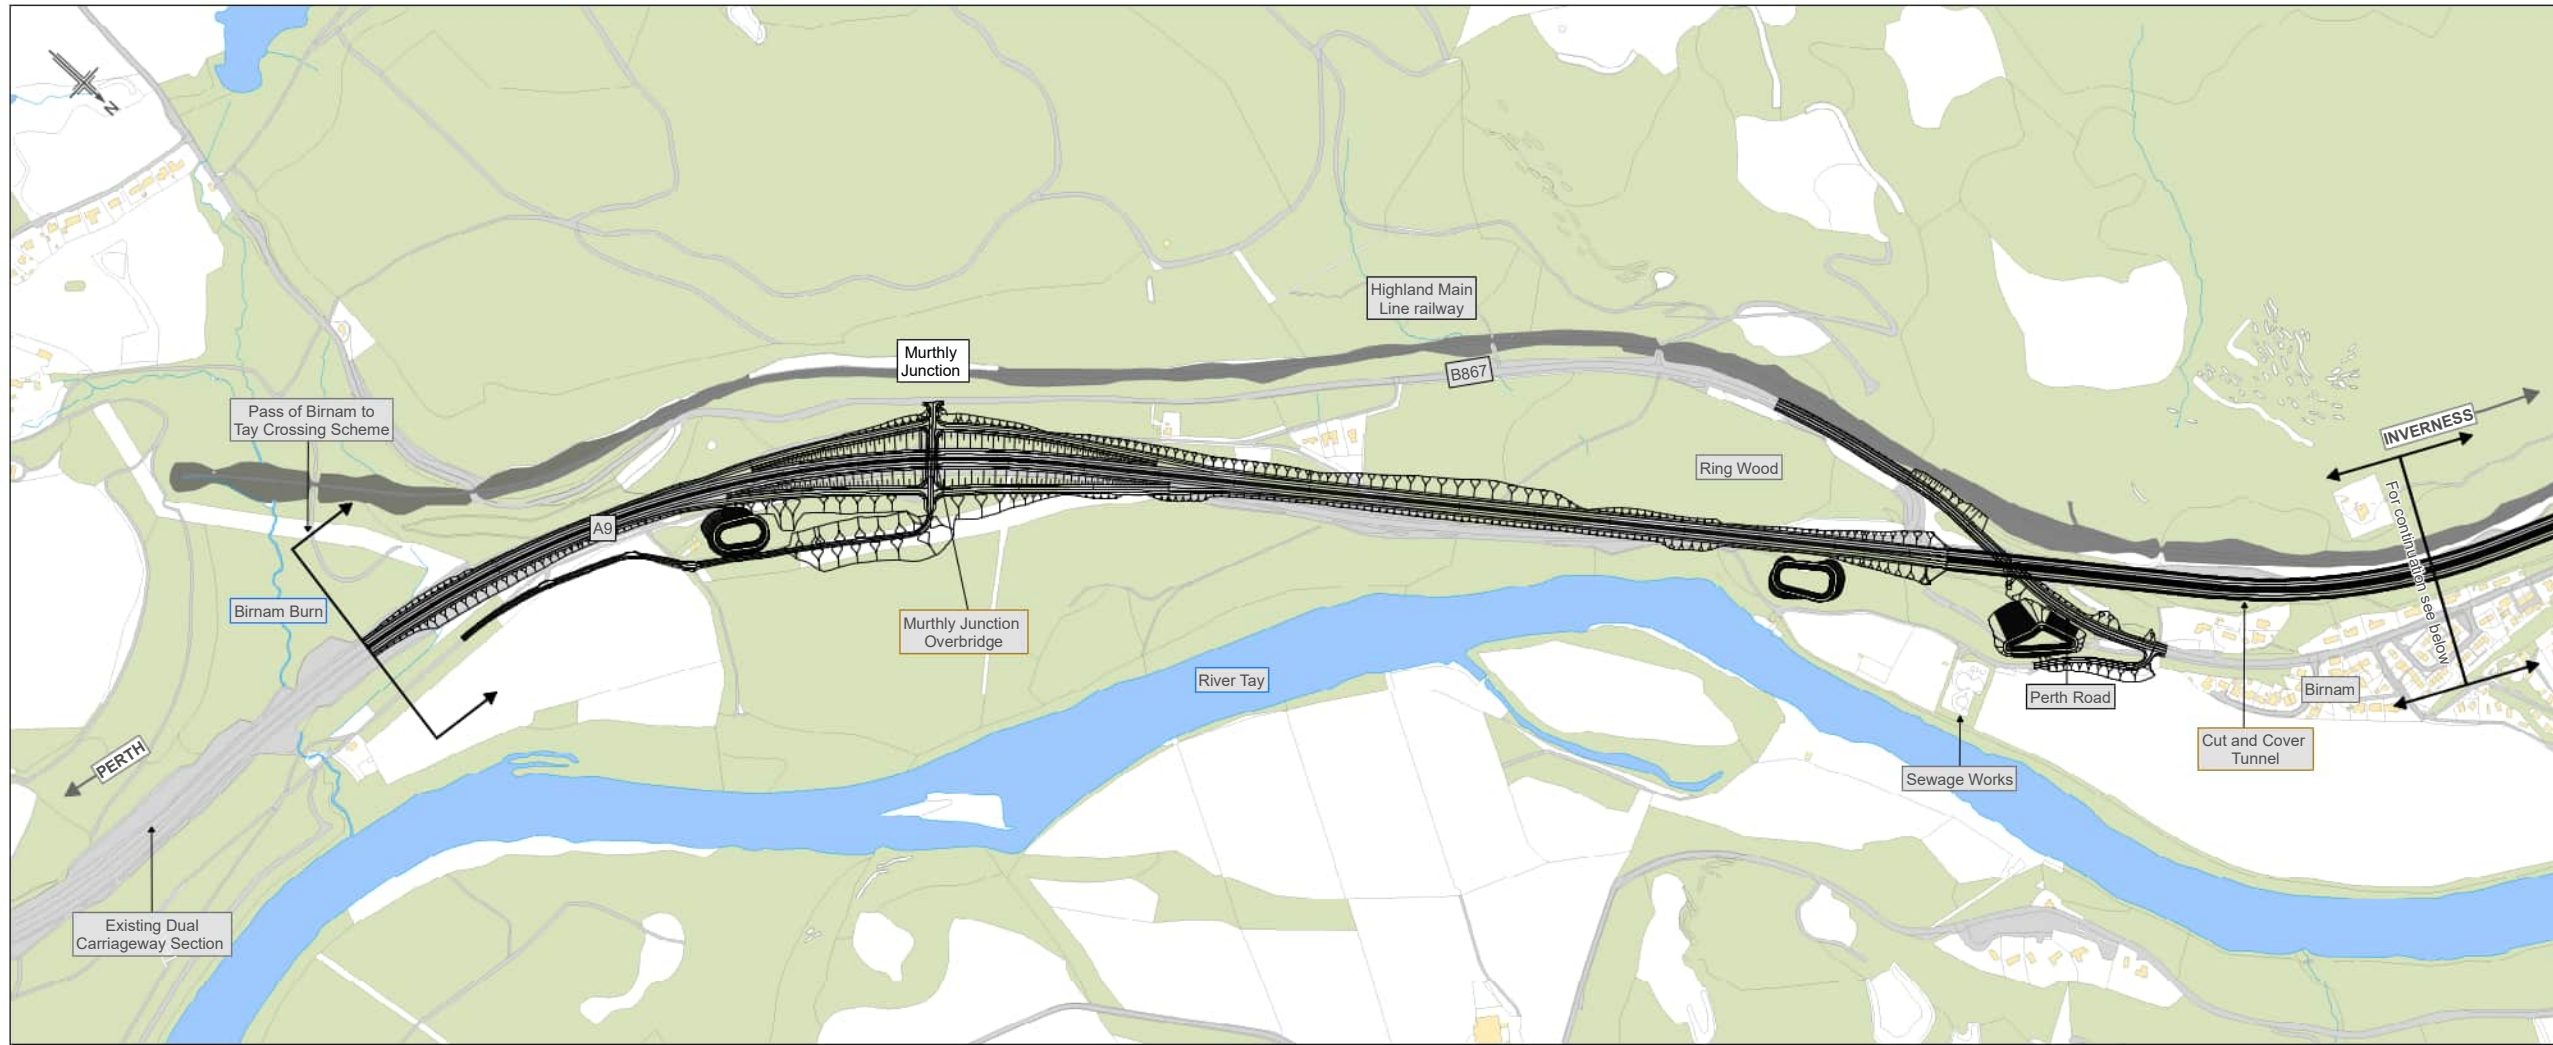 N
Highland Main
Line railway
Murthly
Junction
B867
Pass of Birnam to
Tay Crossing Scheme
INVERNESS
Ring Wood
For continuation see below
A9
Birnam Burn
Murthly Junction
Overbridge
River Tay
Birnam
Perth Road
PERTH
Cut and Cover
Tunnel
Sewage Works
Existing Dual
Carriageway Section